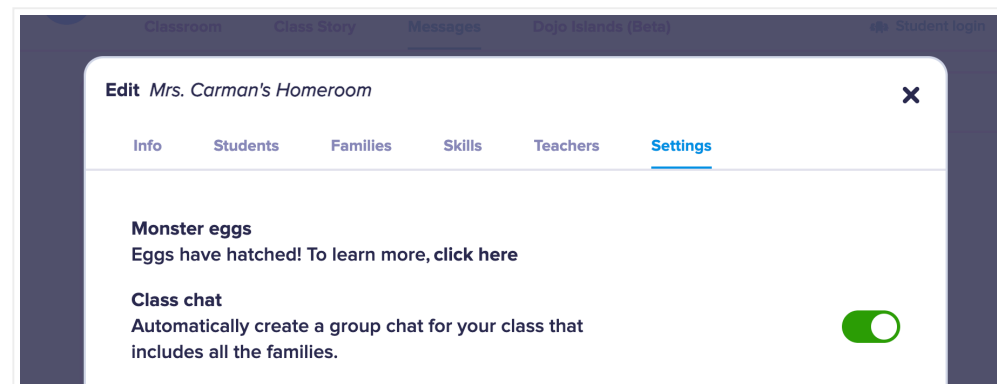 Classroom Class Story Messages Dojo Islands (Beta) Student login
Edit Mrs. Carman's Homeroom
Info Students Families Skills Teachers Settings
Monster eggs
Eggs have hatched! To learn more, click here
Class chat
Automatically create a group chat for your class that
includes all the families.